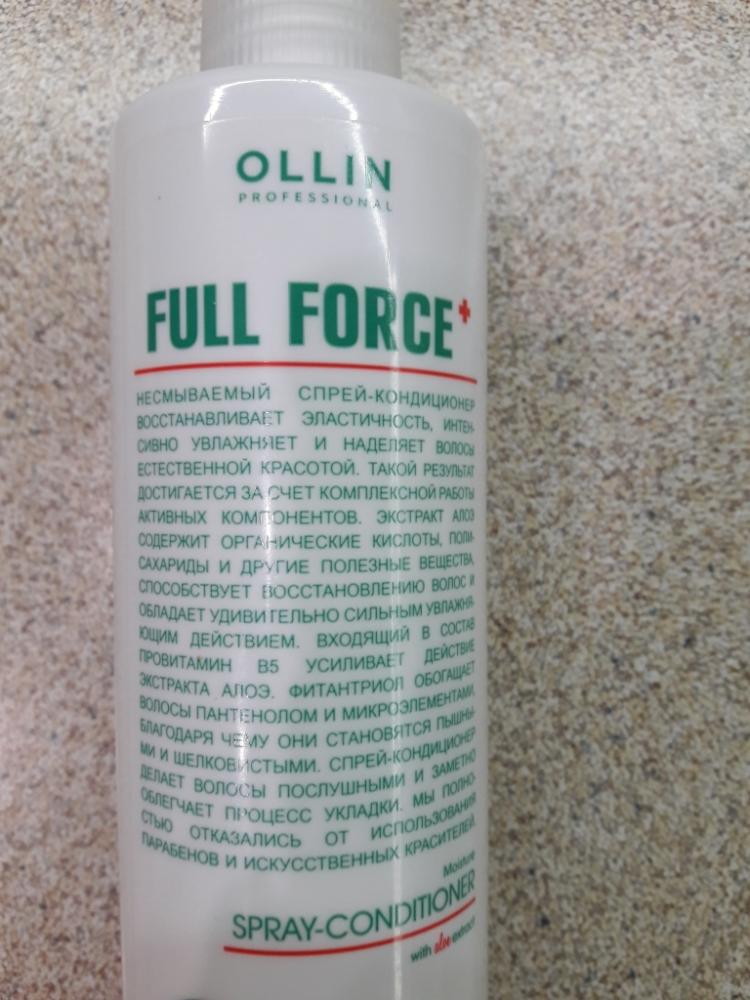 OLLIN
PROFESSIONAL
FULL FORCE+
НЕСМЫВАЕМЫЙ СПРЕЙ-КОНДИЦИОНЕР
ВОССТАНАВЛИВАЕТ ЭЛАСТИЧНОСТЬ, ИНТЕН-
СИВНО УВЛАЖНЯЕТ И НАДЕЛЯЕТ ВОЛОСЫ
ЕСТЕСТВЕННОЙ КРАСОТОЙ. ТАКОЙ РЕЗУЛЬТАТ
ДОСТИГАЕТСЯ ЗА СЧЕТ КОМПЛЕКСНОЙ РАБОТЫ
АКТИВНЫХ КОМПОНЕНТОВ. ЭКСТРАКТ АЛОЭ
СОДЕРЖИТ ОРГАНИЧЕСКИЕ КИСЛОТЫ, ПОЛИ-
САХАРИДЫ И ДРУГИЕ ПОЛЕЗНЫЕ ВЕЩЕСТВА,
СПОСОБСТВУЕТ ВОССТАНОВЛЕНИЮ ВОЛОС И
ОБЛАДАЕТ УДИВИТЕЛЬНО СИЛЬНЫМ УВЛАЖНЯ-
ЮЩИМ ДЕЙСТВИЕМ. ВХОДЯЩИЙ В СОСТАВ
ПРОВИТАМИН B5 УСИЛИВАЕТ ДЕЙСТВИЕ
ЭКСТРАКТА АЛОЭ. ФИТАНТРИОЛ ОБОГАЩАЕТ
ВОЛОСЫ ПАНТЕНОЛОМ И МИКРОЭЛЕМЕНТАМИ,
БЛАГОДАРЯ ЧЕМУ ОНИ СТАНОВЯТСЯ ПЫШНЫ-
МИ И ШЕЛКОВИСТЫМИ. СПРЕЙ-КОНДИЦИОНЕР
ДЕЛАЕТ ВОЛОСЫ ПОСЛУШНЫМИ И ЗАМЕТНО
ОБЛЕГЧАЕТ ПРОЦЕСС УКЛАДКИ. МЫ ПОЛНО-
СТЬЮ ОТКАЗАЛИСЬ ОТ ИСПОЛЬЗОВАНИЯ
ПАРАБЕНОВ И ИСКУССТВЕННЫХ КРАСИТЕЛЕЙ.
Moisture
SPRAY-CONDITIONER
with aloe extract